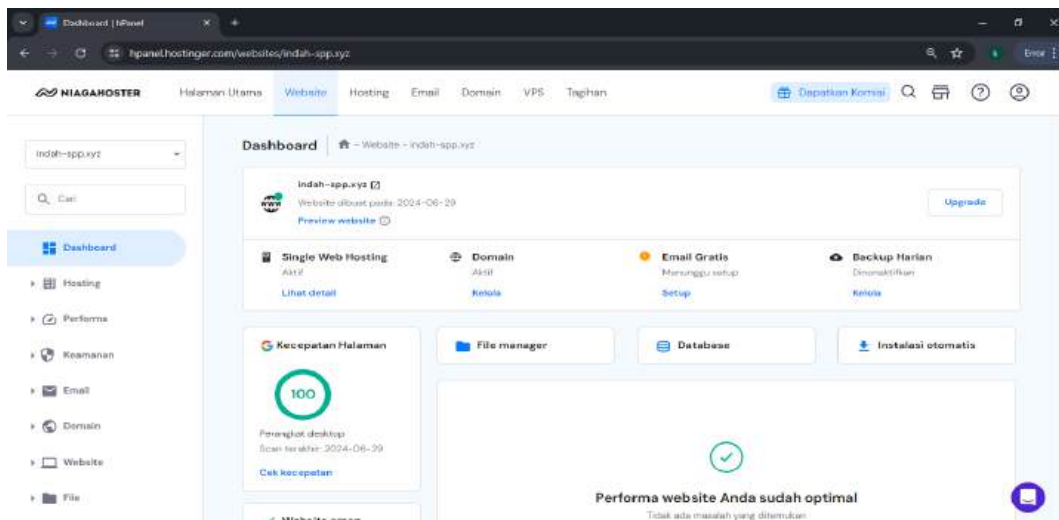 Dashboard | hPanel
hpanel.hostinger.com/websites/indah-spp.xyz
Error
NIAGAHOSTER
Halaman Utama
Website
Hosting
Email
Domain
VPS
Tagihan
Dapatkan Komisi
indah-spp.xyz
Cari
Dashboard
Hosting
Performa
Keamanan
Email
Domain
Website
File
Dashboard
- Website - indah-spp.xyz
indah-spp.xyz
Website dibuat pada: 2024-06-29
Preview website
Upgrade
Single Web Hosting
Aktif
Lihat detail
Domain
Aktif
Kelola
Email Gratis
Menunggu setup
Setup
Backup Harian
Dinonaktifkan
Kelola
Kecepatan Halaman
100
Perangkat desktop
Scan terakhir: 2024-06-29
Cek kecepatan
Website aman
File manager
Database
Instalasi otomatis
Performa website Anda sudah optimal
Tidak ada masalah yang ditemukan